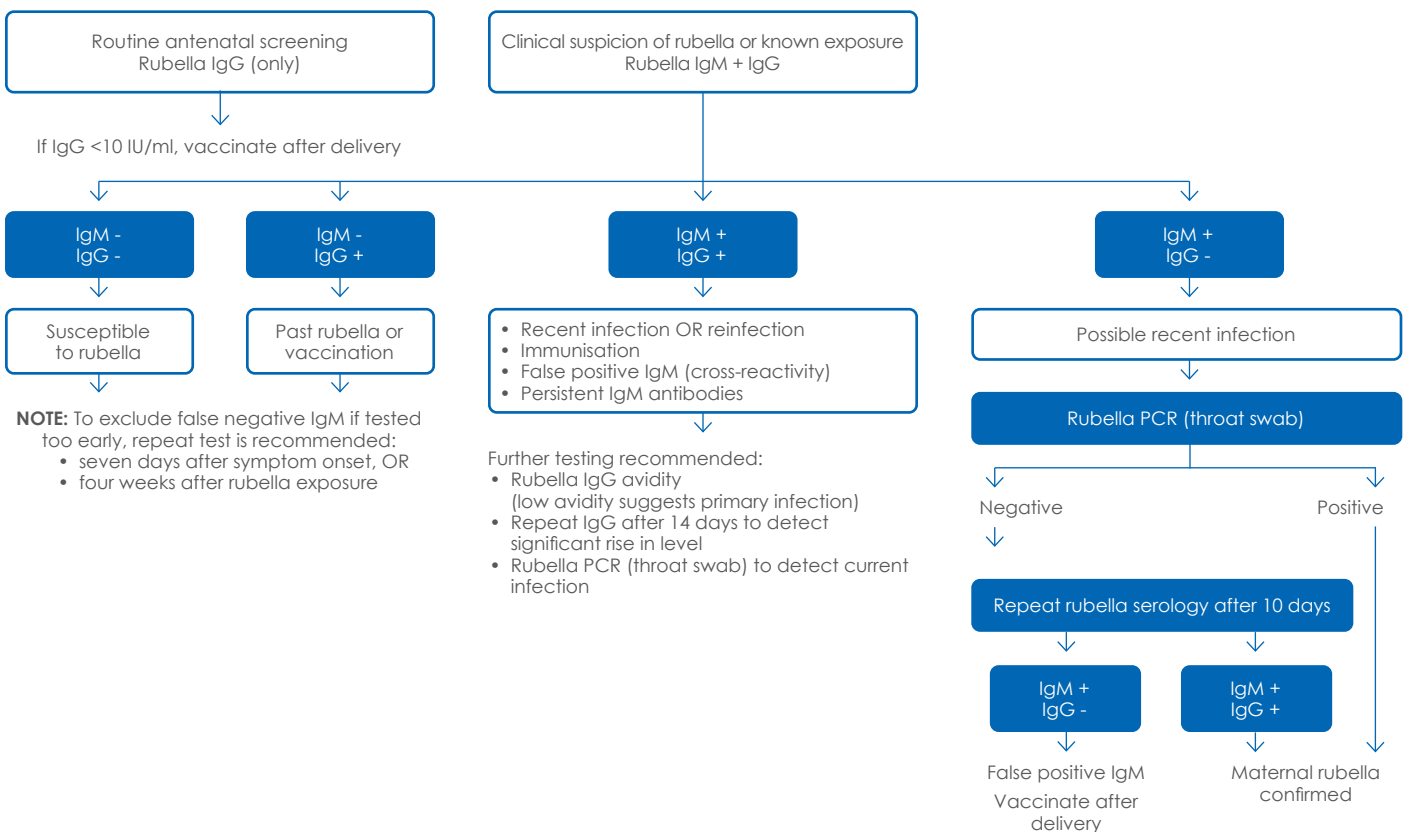 Routine antenatal screening
Rubella IgG (only)
If IgG <10 IU/ml, vaccinate after delivery
Clinical suspicion of rubella or known exposure
Rubella IgM + IgG
IgM -
IgG -
Susceptible
to rubella
IgM -
IgG +
Past rubella or
vaccination
NOTE: To exclude false negative IgM if tested
too early, repeat test is recommended:
• seven days after symptom onset, OR
• four weeks after rubella exposure
IgM +
IgG +
• Recent infection OR reinfection
• Immunisation
• False positive IgM (cross-reactivity)
• Persistent IgM antibodies
Further testing recommended:
• Rubella IgG avidity
(low avidity suggests primary infection)
• Repeat IgG after 14 days to detect
significant rise in level
• Rubella PCR (throat swab) to detect current
infection
IgM +
IgG -
Possible recent infection
Rubella PCR (throat swab)
Negative
Positive
Repeat rubella serology after 10 days
IgM +
IgG -
False positive IgM
Vaccinate after
delivery
IgM +
IgG +
Maternal rubella
confirmed